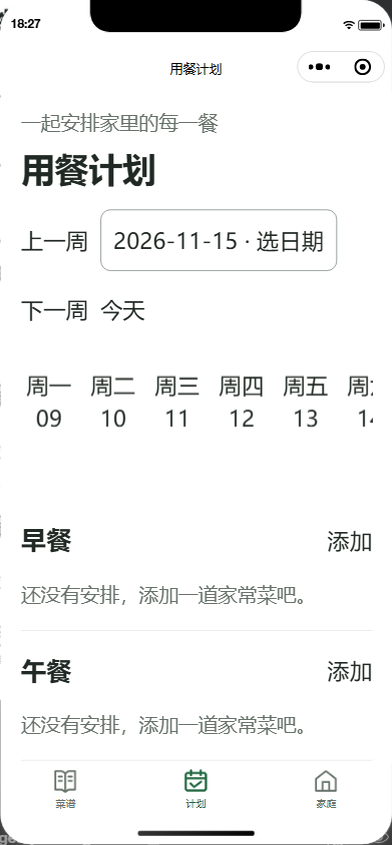 18:27
用餐计划
一起安排家里的每一餐
用餐计划
上一周 2026-11-15 · 选日期
下一周 今天
周一 周二 周三 周四 周五
09 10 11 12 13
早餐 添加
还没有安排，添加一道家常菜吧。
午餐 添加
还没有安排，添加一道家常菜吧。
菜谱 计划 家庭